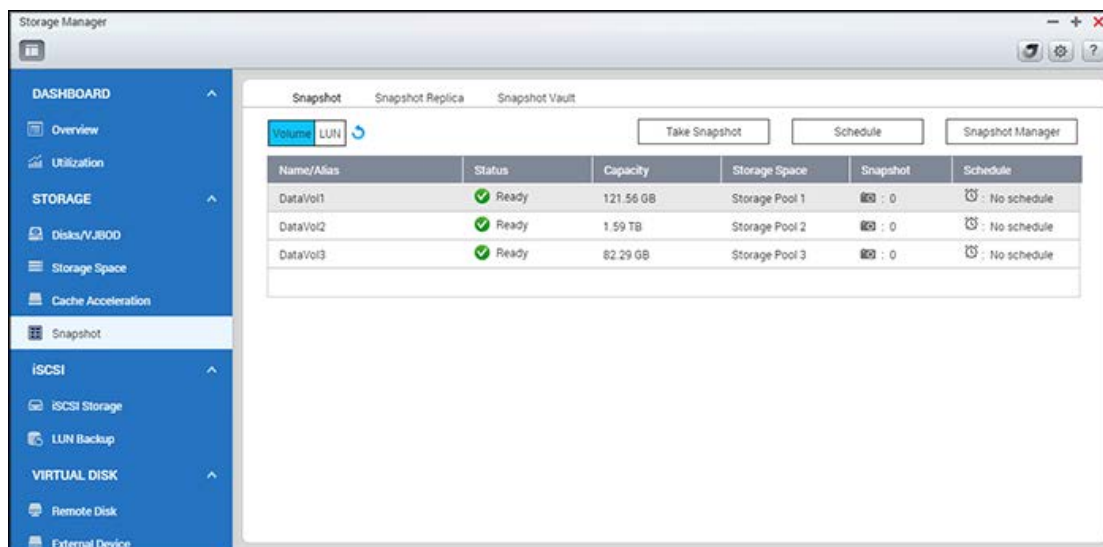 Storage Manager
DASHBOARD
Overview
Utilization
STORAGE
Disks/VJBOD
Storage Space
Cache Acceleration
Snapshot
iSCSI
iSCSI Storage
LUN Backup
VIRTUAL DISK
Remote Disk
External Device
Snapshot Snapshot Replica Snapshot Vault
Volume LUN Take Snapshot Schedule Snapshot Manager
Name/Alias Status Capacity Storage Space Snapshot Schedule
DataVol1 Ready 121.56 GB Storage Pool 1 : 0 : No schedule
DataVol2 Ready 1.59 TB Storage Pool 2 : 0 : No schedule
DataVol3 Ready 82.29 GB Storage Pool 3 : 0 : No schedule